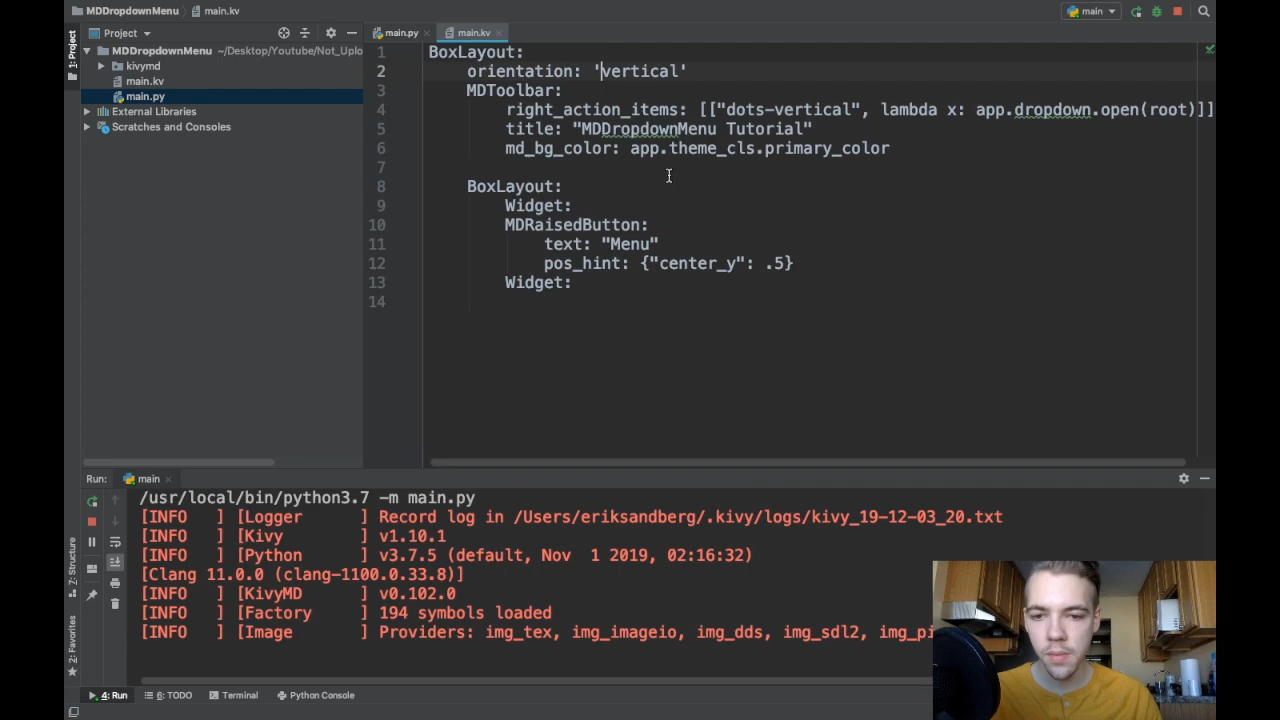 MDDropdownMenu
main.kv
main
Project
main.py
main.kv
1: Project
MDDropdownMenu ~/Desktop/Youtube/Not_Uplo
kivymd
main.kv
main.py
External Libraries
Scratches and Consoles
1 BoxLayout:
2 orientation: 'vertical'
3 MDToolbar:
4 right_action_items: [["dots-vertical", lambda x: app.dropdown.open(root)]]
5 title: "MDDropdownMenu Tutorial"
6 md_bg_color: app.theme_cls.primary_color
7
8 BoxLayout:
9 Widget:
10 MDRaisedButton:
11 text: "Menu"
12 pos_hint: {"center_y": .5}
13 Widget:
14
Run:
main
/usr/local/bin/python3.7 -m main.py
[INFO   ] [Logger      ] Record log in /Users/eriksandberg/.kivy/logs/kivy_19-12-03_20.txt
[INFO   ] [Kivy        ] v1.10.1
[INFO   ] [Python      ] v3.7.5 (default, Nov  1 2019, 02:16:32)
[Clang 11.0.0 (clang-1100.0.33.8)]
[INFO   ] [KivyMD      ] v0.102.0
[INFO   ] [Factory     ] 194 symbols loaded
[INFO   ] [Image       ] Providers: img_tex, img_imageio, img_dds, img_sdl2, img_pi
7: Structure
2: Favorites
4: Run
6: TODO
Terminal
Python Console